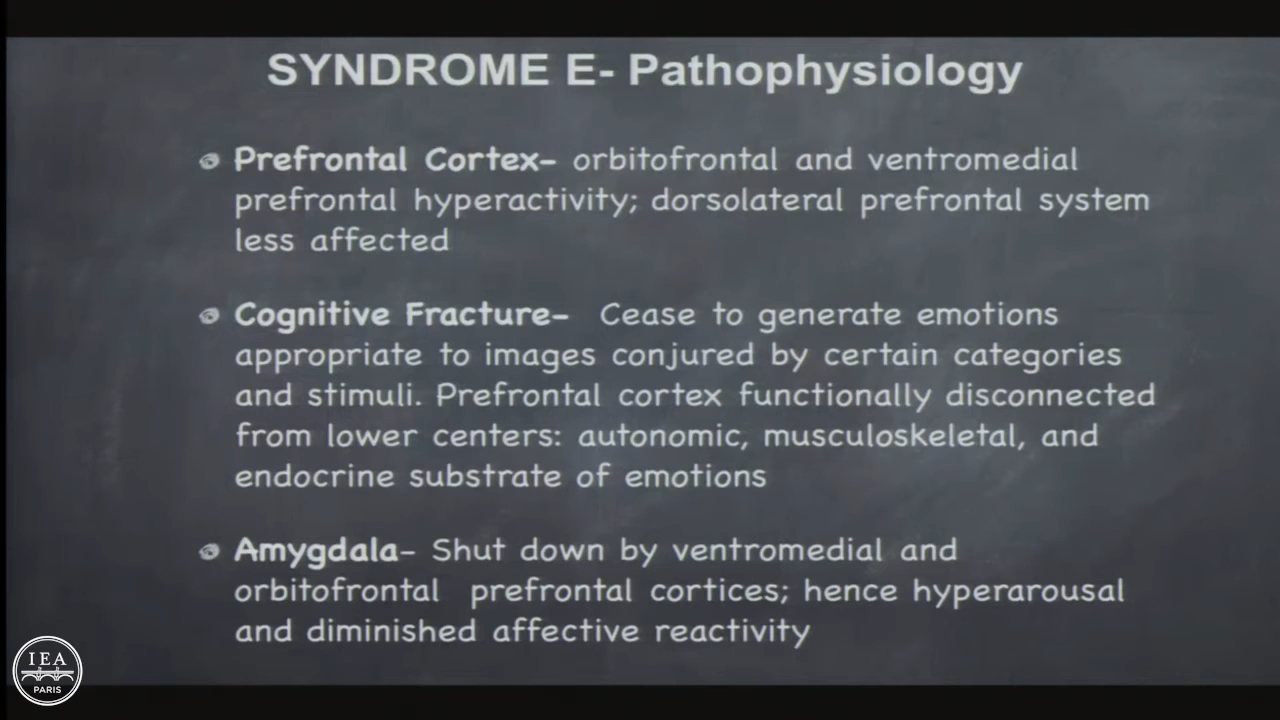 SYNDROME E- Pathophysiology
Prefrontal Cortex- orbitofrontal and ventromedial
prefrontal hyperactivity; dorsolateral prefrontal system
less affected
Cognitive Fracture- Cease to generate emotions
appropriate to images conjured by certain categories
and stimuli. Prefrontal cortex functionally disconnected
from lower centers: autonomic, musculoskeletal, and
endocrine substrate of emotions
Amygdala- Shut down by ventromedial and
orbitofrontal prefrontal cortices; hence hyperarousal
and diminished affective reactivity
IEA
PARIS